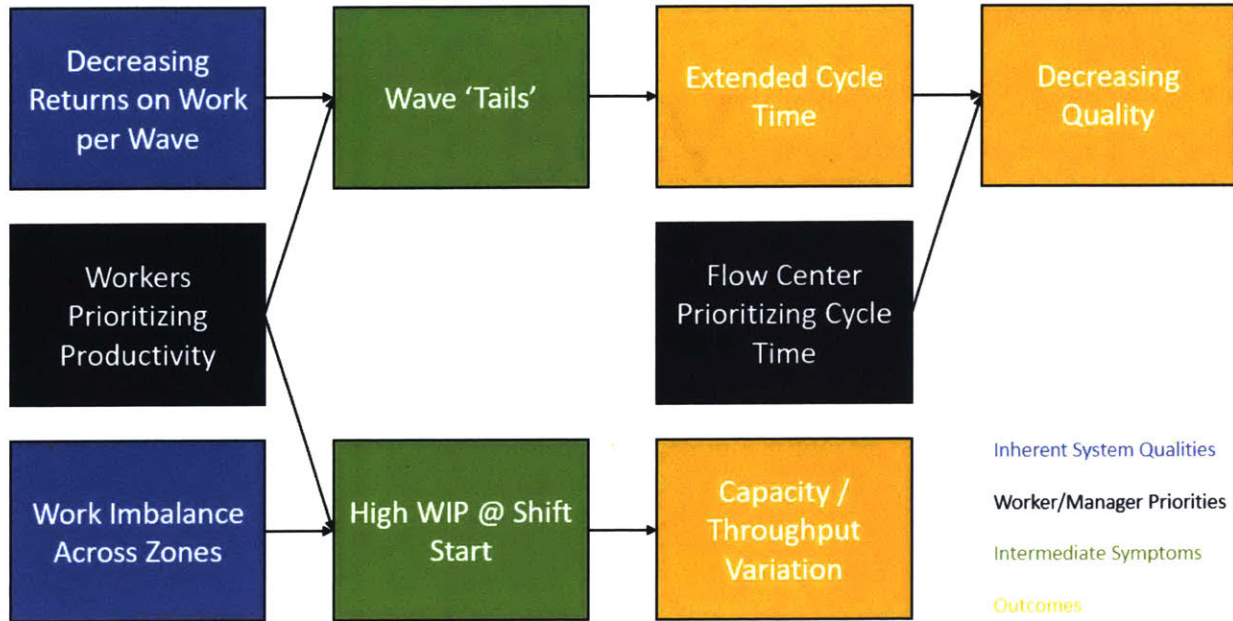 Decreasing
Returns on Work
per Wave
Wave ‘Tails’
Extended Cycle
Time
Decreasing
Quality
Workers
Prioritizing
Productivity
Flow Center
Prioritizing Cycle
Time
Work Imbalance
Across Zones
High WIP @ Shift
Start
Capacity /
Throughput
Variation
Inherent System Qualities
Worker/Manager Priorities
Intermediate Symptoms
Outcomes